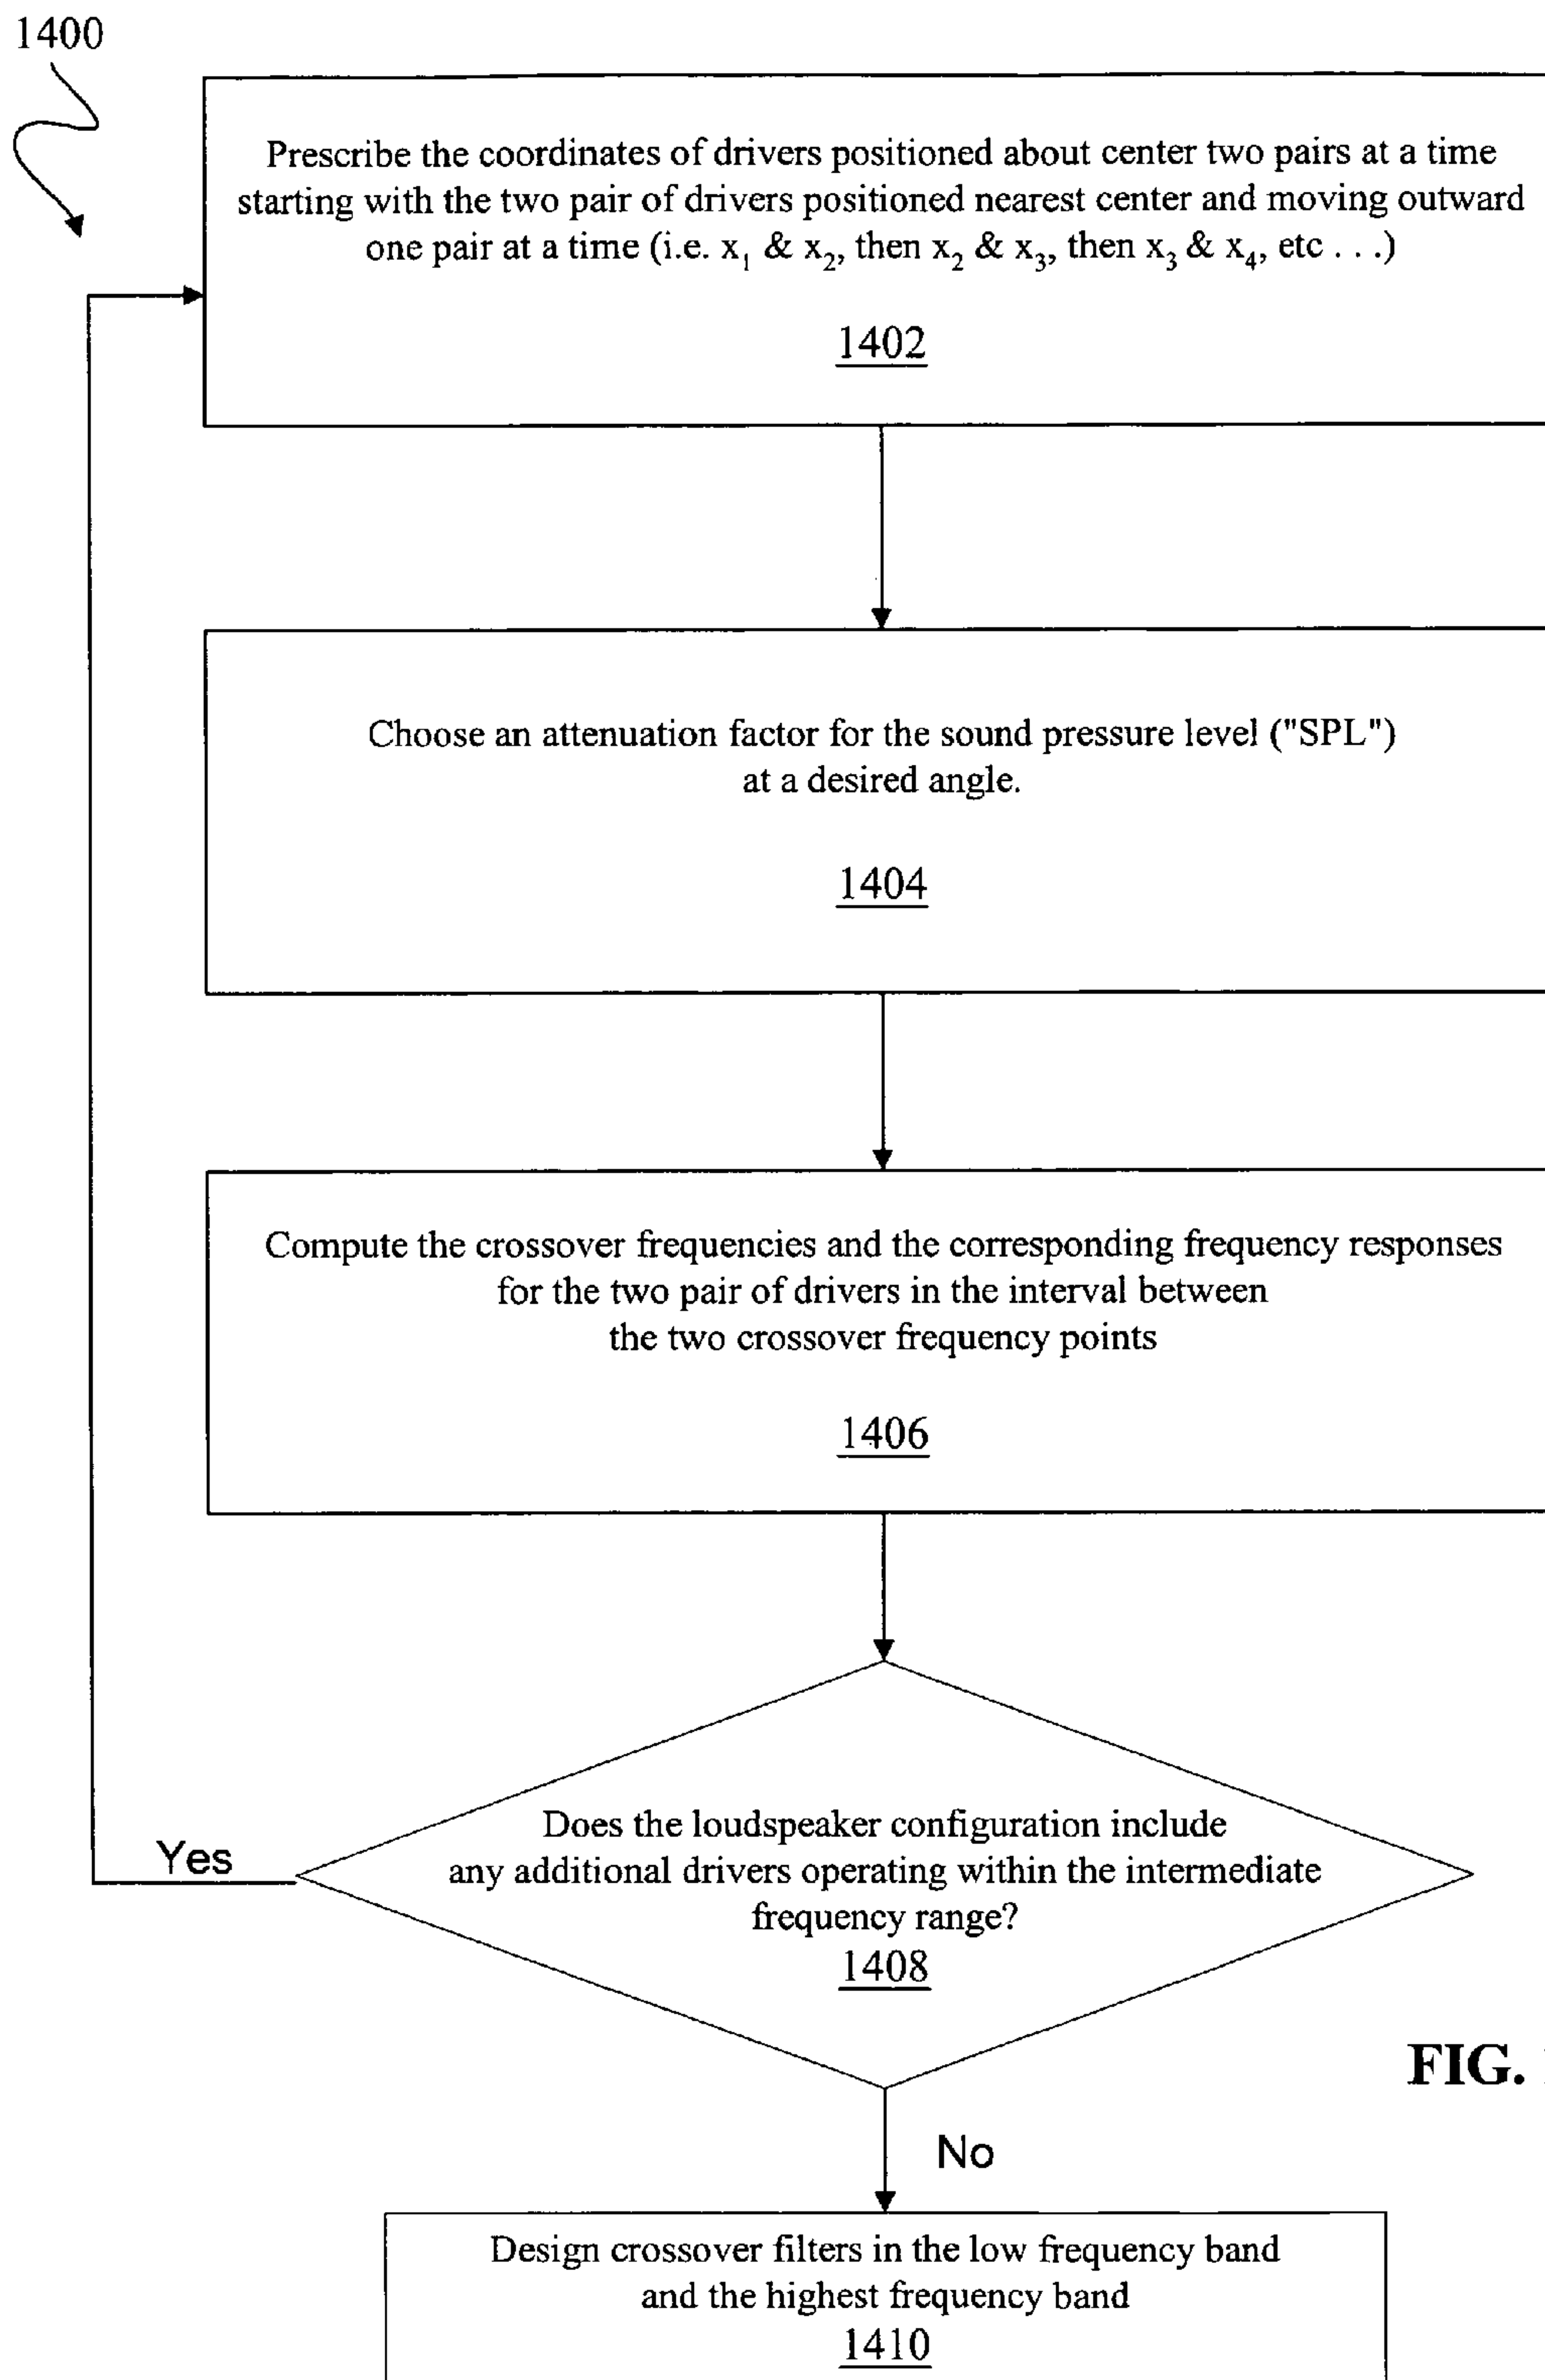 1400
Prescribe the coordinates of drivers positioned about center two pairs at a time
starting with the two pair of drivers positioned nearest center and moving outward
one pair at a time (i.e. x₁ & x₂, then x₂ & x₃, then x₃ & x₄, etc . . .)
1402
Choose an attenuation factor for the sound pressure level ("SPL")
at a desired angle.
1404
Compute the crossover frequencies and the corresponding frequency responses
for the two pair of drivers in the interval between
the two crossover frequency points
1406
Does the loudspeaker configuration include
any additional drivers operating within the intermediate
frequency range?
1408
Yes
FIG.
No
Design crossover filters in the low frequency band
and the highest frequency band
1410